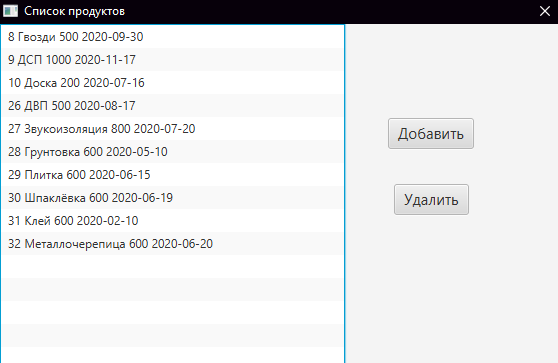 Список продуктов
8 Гвозди 500 2020-09-30
9 ДСП 1000 2020-11-17
10 Доска 200 2020-07-16
26 ДВП 500 2020-08-17
27 Звукоизоляция 800 2020-07-20
28 Грунтовка 600 2020-05-10
29 Плитка 600 2020-06-15
30 Шпаклёвка 600 2020-06-19
31 Клей 600 2020-02-10
32 Металлочерепица 600 2020-06-20
Добавить
Удалить